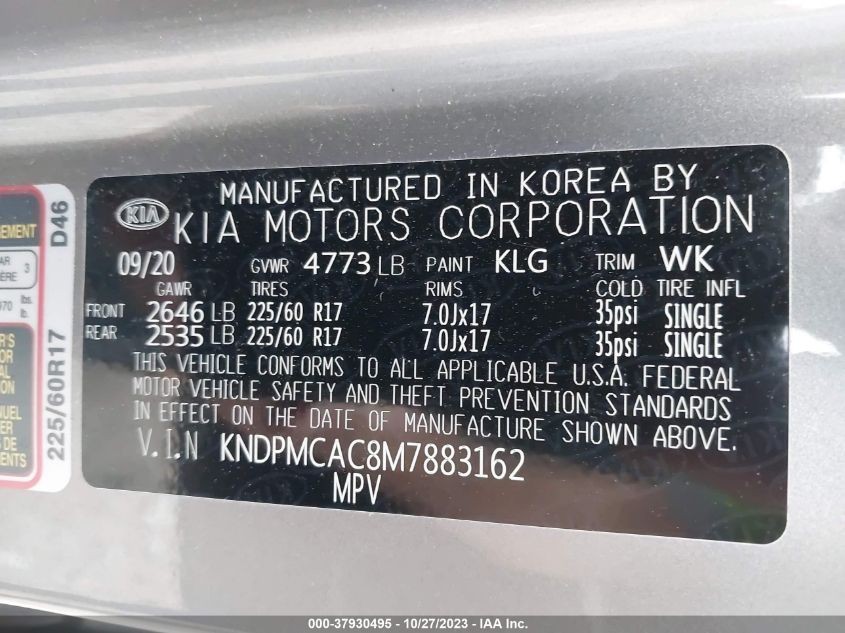 MANUFACTURED IN KOREA BY
KIA KIA MOTORS CORPORATION
09/20 GVWR 4773 LB PAINT KLG TRIM WK
GAWR TIRES RIMS COLD TIRE INFL
FRONT 2646 LB 225/60 R17 7.0Jx17 35psi SINGLE
REAR 2535 LB 225/60 R17 7.0Jx17 35psi SINGLE
THIS VEHICLE CONFORMS TO ALL APPLICABLE U.S.A. FEDERAL
MOTOR VEHICLE SAFETY AND THEFT PREVENTION STANDARDS
IN EFFECT ON THE DATE OF MANUFACTURE SHOWN ABOVE.
V.I.N KNDPMCAC8M7883162
MPV
D46
225/60R17
3
lbs.
lb.
000-37930495 - 10/27/2023 - IAA Inc.